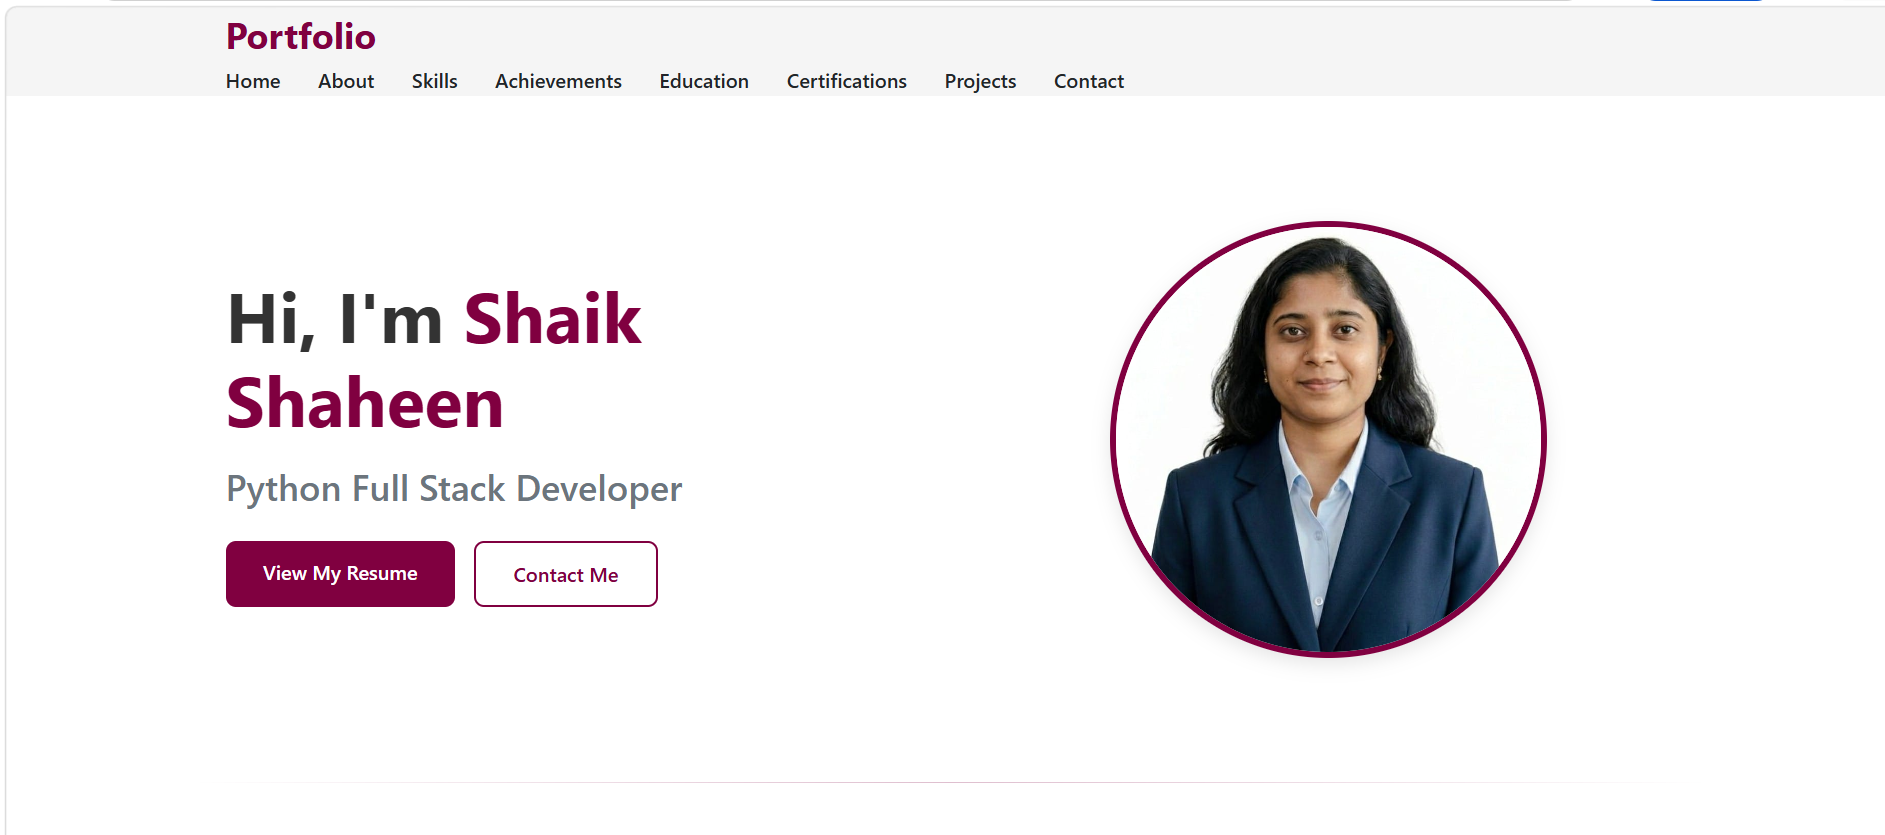 Portfolio
Home About Skills Achievements Education Certifications Projects Contact
Hi, I'm Shaik
Shaheen
Python Full Stack Developer
View My Resume Contact Me